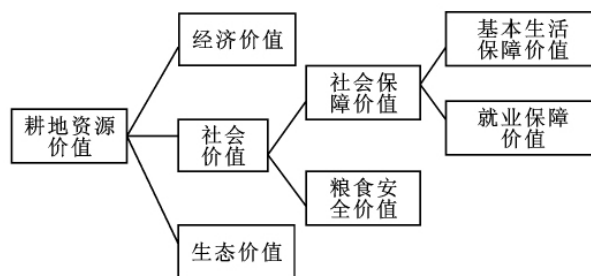 耕地资源
价值
经济价值
社会
价值
生态价值
社会保
障价值
粮食安
全价值
基本生活
保障价值
就业保障
价值